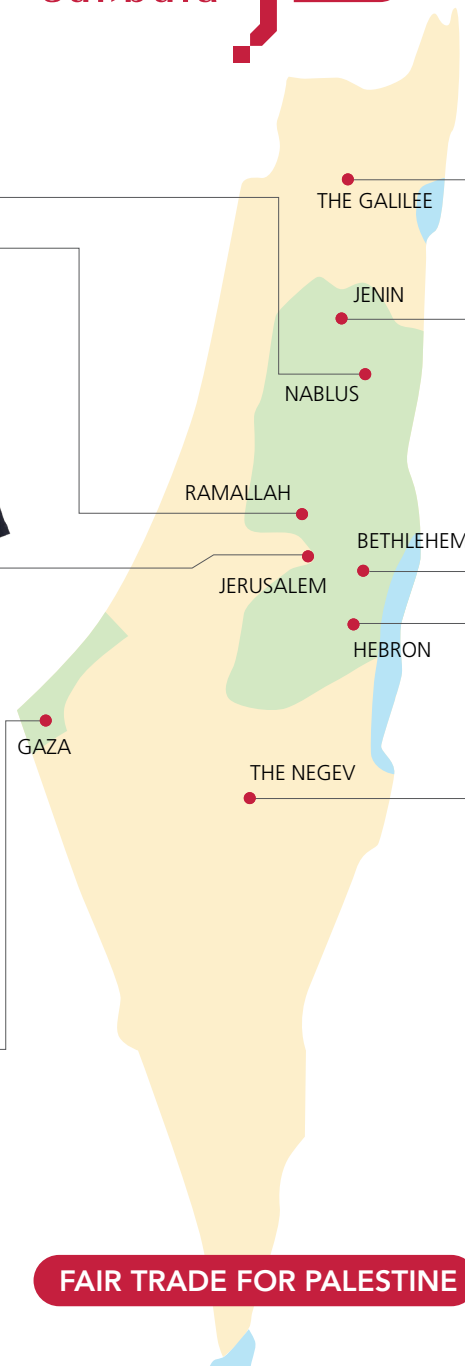 THE GALILEE
JENIN
NABLUS
RAMALLAH
BETHLEHEM
JERUSALEM
HEBRON
GAZA
THE NEGEV
FAIR TRADE FOR PALESTINE